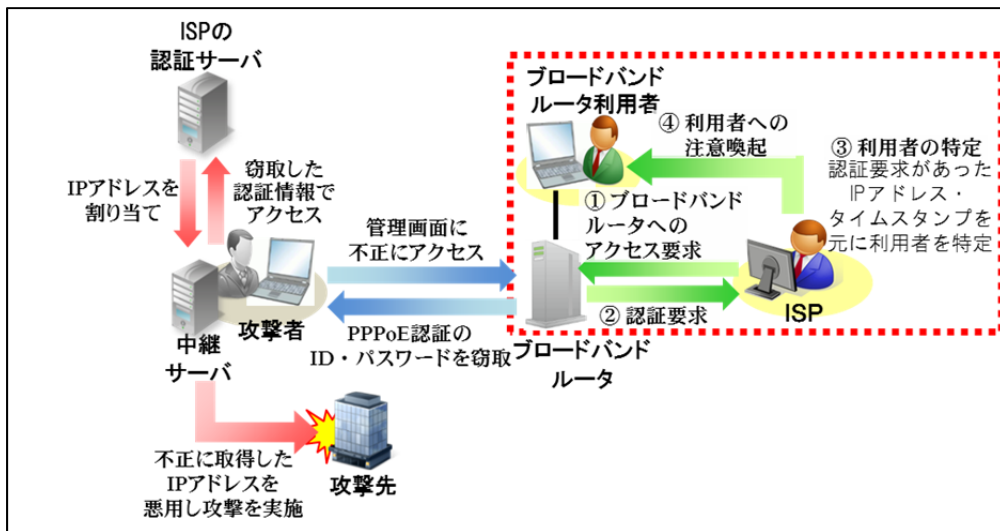 ISPの
認証サーバ
IPアドレスを
割り当て
窃取した
認証情報で
アクセス
中継
サーバ
攻撃者
管理画面に
不正にアクセス
PPPoE認証の
ID・パスワードを窃取
不正に取得した
IPアドレスを
悪用し攻撃を実施
攻撃先
ブロードバンド
ルータ利用者
④ 利用者への
注意喚起
③ 利用者の特定
認証要求があった
IPアドレス・
タイムスタンプを
元に利用者を特定
① ブロードバンド
ルータへの
アクセス要求
② 認証要求
ISP
ブロードバンド
ルータ